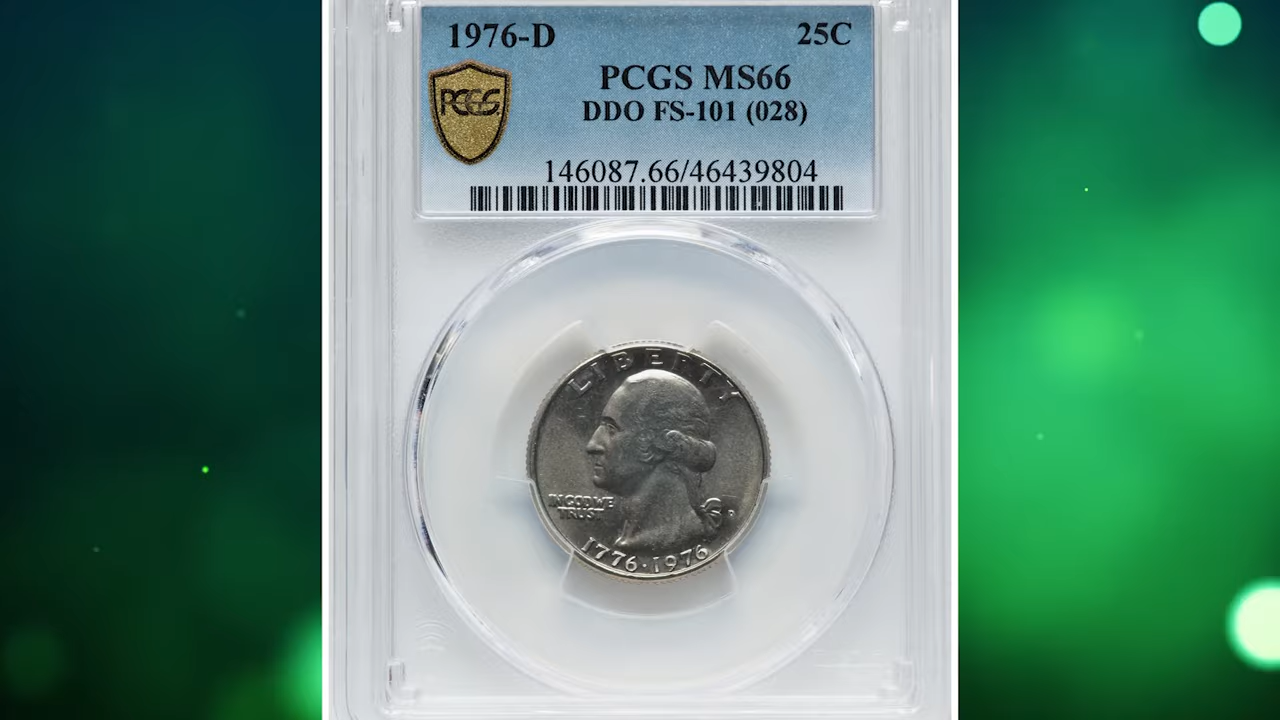 1976-D 25C
PCGS MS66
PCGS
DDO FS-101 (028)
146087.66/46439804
LIBERTY
IN GOD WE
TRUST
D
1776·1976